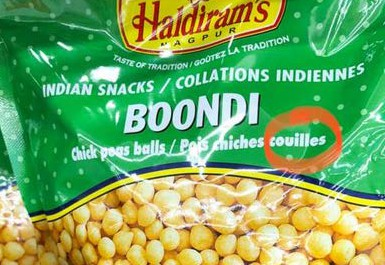 Haldiram's
NAGPUR
TASTE OF TRADITION / GOÛTEZ LA TRADITION
INDIAN SNACKS / COLLATIONS INDIENNES
BOONDI
Chick peas balls / Pois chiches couilles